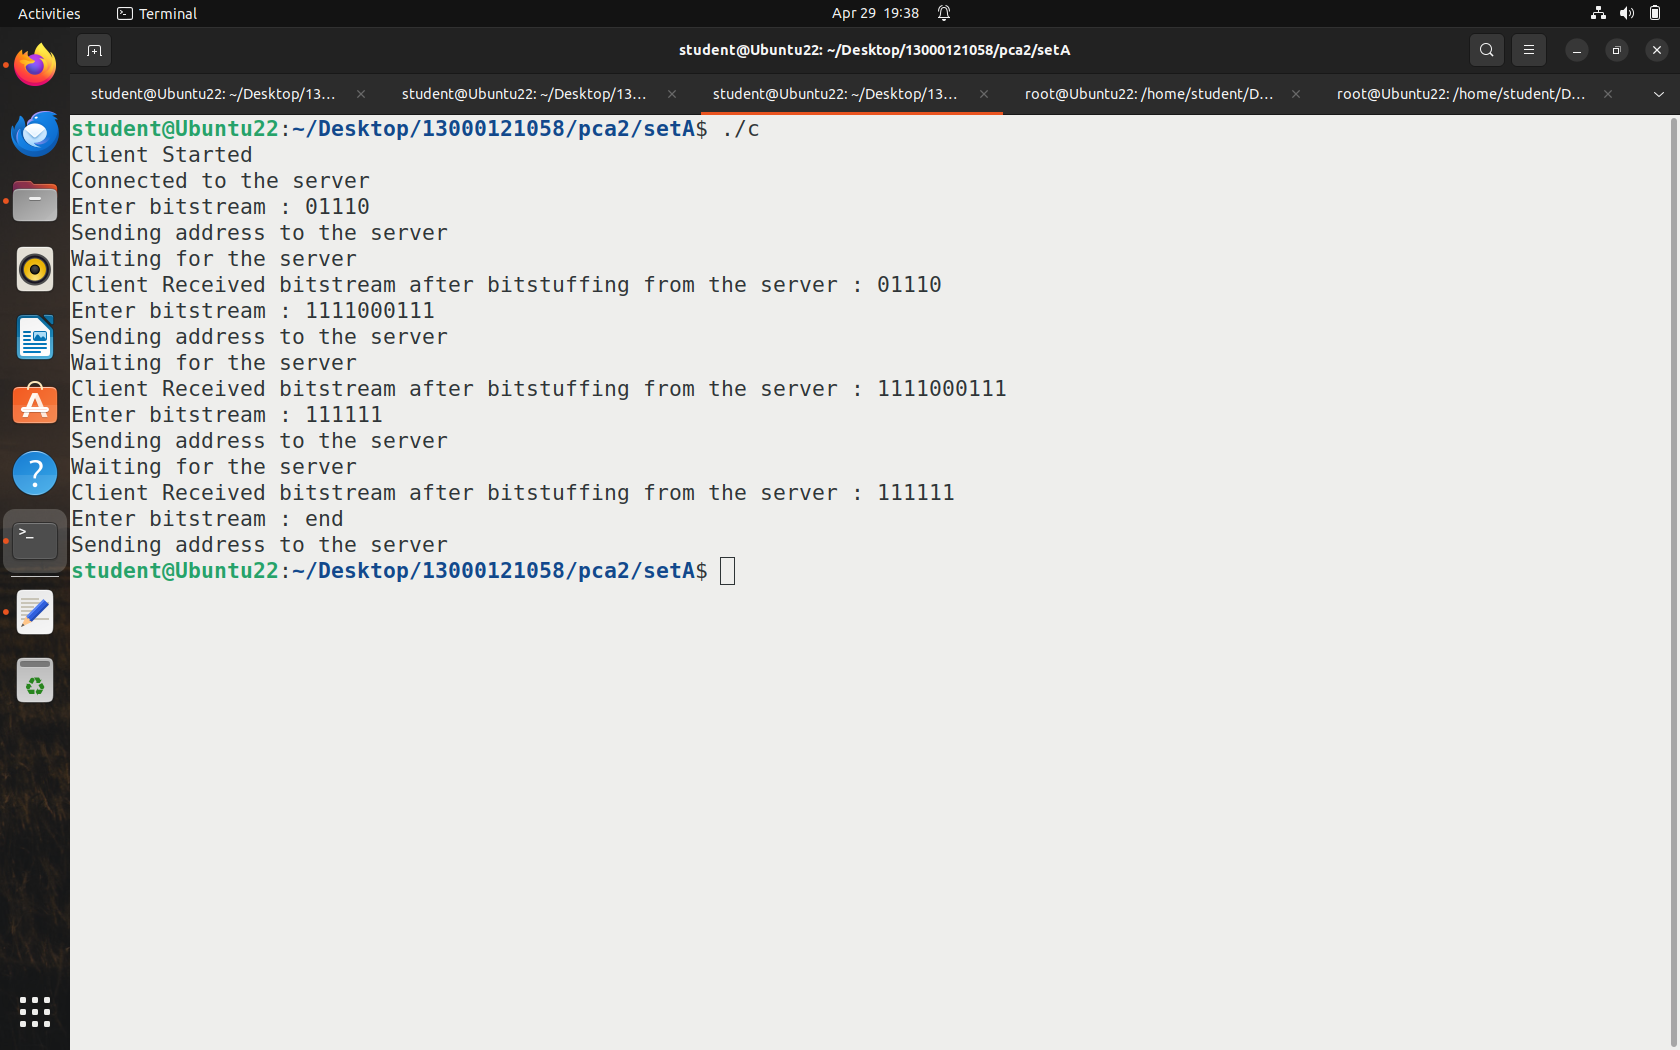 Activities Terminal Apr 29 19:38
student@Ubuntu22: ~/Desktop/13000121058/pca2/setA
student@Ubuntu22: ~/Desktop/13... student@Ubuntu22: ~/Desktop/13... student@Ubuntu22: ~/Desktop/13... root@Ubuntu22: /home/student/D... root@Ubuntu22: /home/student/D...
student@Ubuntu22:~/Desktop/13000121058/pca2/setA$ ./c
Client Started
Connected to the server
Enter bitstream : 01110
Sending address to the server
Waiting for the server
Client Received bitstream after bitstuffing from the server : 01110
Enter bitstream : 1111000111
Sending address to the server
Waiting for the server
Client Received bitstream after bitstuffing from the server : 1111000111
Enter bitstream : 111111
Sending address to the server
Waiting for the server
Client Received bitstream after bitstuffing from the server : 111111
Enter bitstream : end
Sending address to the server
student@Ubuntu22:~/Desktop/13000121058/pca2/setA$